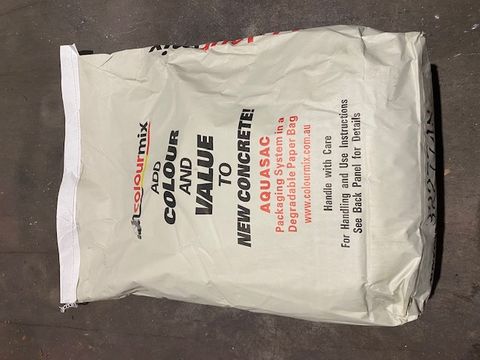 colourmix
ADD
COLOUR
AND
VALUE
TO
NEW CONCRETE!
AQUASAC
Packaging System in a
Degradable Paper Bag
www.colourmix.com.au
Handle with Care
For Handling and Use Instructions
See Back Panel for Details